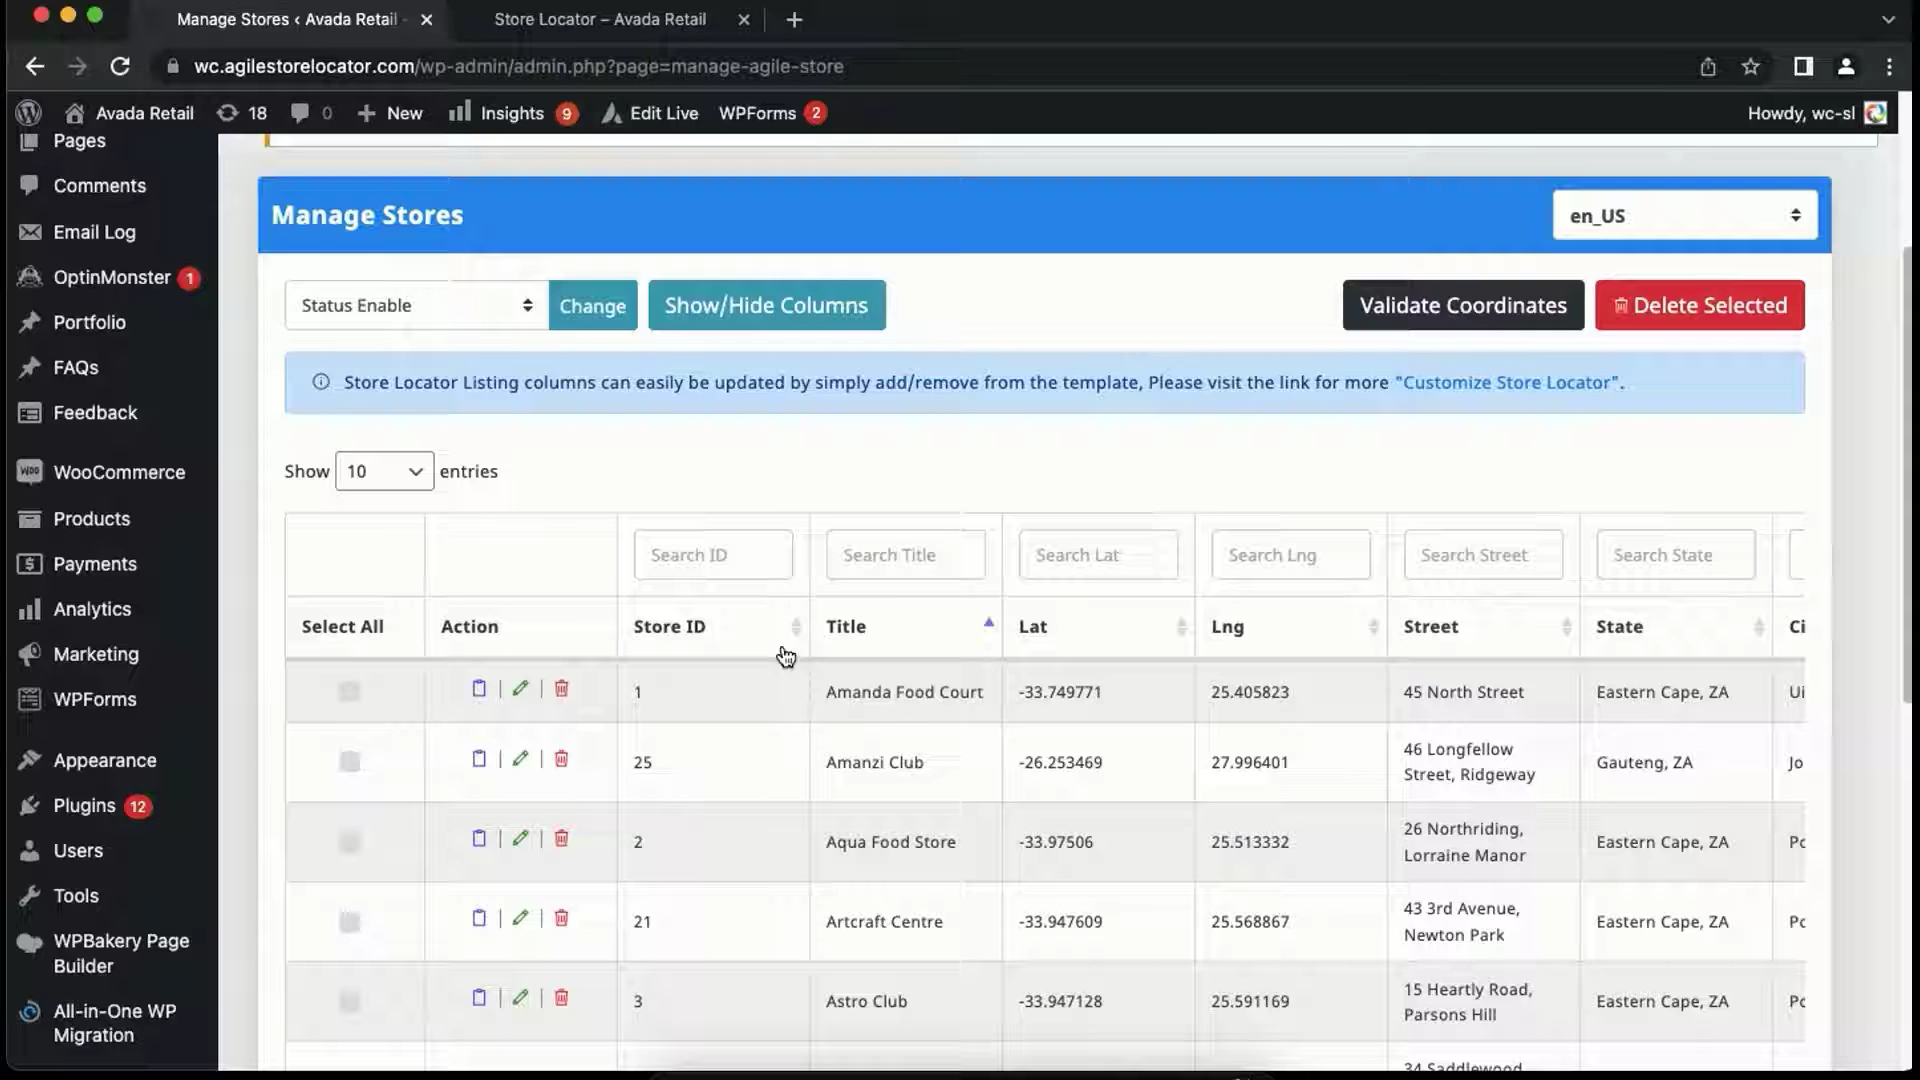 Manage Stores ‹ Avada Retail
Store Locator – Avada Retail
wc.agilestorelocator.com/wp-admin/admin.php?page=manage-agile-store
Avada Retail 18 0 New Insights 9 Edit Live WPForms 2 Howdy, wc-sl
Pages
Comments
Email Log
OptinMonster 1
Portfolio
FAQs
Feedback
WooCommerce
Products
Payments
Analytics
Marketing
WPForms
Appearance
Plugins 12
Users
Tools
WPBakery Page
Builder
All-in-One WP
Migration
Manage Stores en_US
Status Enable Change Show/Hide Columns Validate Coordinates Delete Selected
Store Locator Listing columns can easily be updated by simply add/remove from the template, Please visit the link for more "Customize Store Locator".
Show 10 entries
Search ID Search Title Search Lat Search Lng Search Street Search State
Select All Action Store ID Title Lat Lng Street State Ci
1 Amanda Food Court -33.749771 25.405823 45 North Street Eastern Cape, ZA Ui
25 Amanzi Club -26.253469 27.996401 46 Longfellow
Street, Ridgeway Gauteng, ZA Jo
2 Aqua Food Store -33.97506 25.513332 26 Northriding,
Lorraine Manor Eastern Cape, ZA Po
21 Artcraft Centre -33.947609 25.568867 43 3rd Avenue,
Newton Park Eastern Cape, ZA Po
3 Astro Club -33.947128 25.591169 15 Heartly Road,
Parsons Hill Eastern Cape, ZA Po
34 Saddlewood